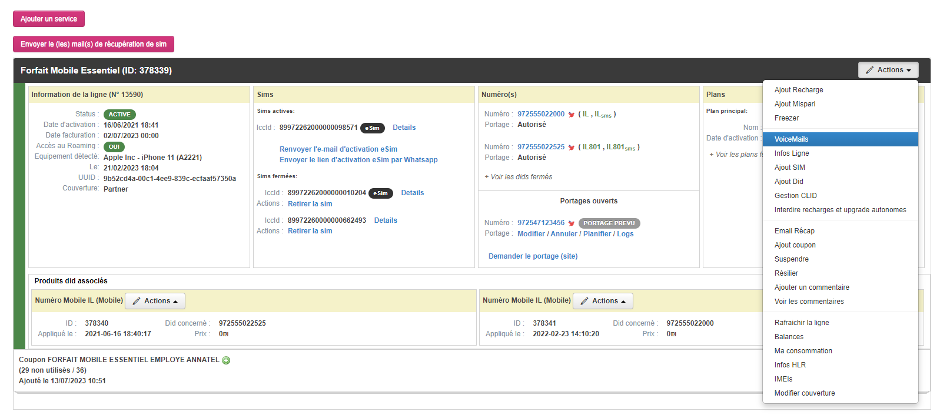 Ajouter un service
Envoyer le (les) mail(s) de récupération de sim
Forfait Mobile Essentiel (ID: 378339)
Actions
Information de la ligne (N° 13590)
Status : ACTIVE
Date d'activation : 16/06/2021 18:41
Date facturation : 02/07/2023 00:00
Accès au Roaming : OUI
Equipement détecté: Apple Inc - iPhone 11 (A2221)
Le: 21/02/2023 18:04
UUID : 9b52cd4a-00c1-4ee9-839c-ecfaaf57350a
Couverture: Partner
Sims
Sims actives:
Iccid : 89972262000000098571 eSim Details
Renvoyer l'e-mail d'activation eSim
Envoyer le lien d'activation eSim par Whatsapp
Sims fermées:
Iccid : 89972262000000010204 eSim Details
Actions : Retirer la sim
Iccid : 89972260000000662493 Details
Actions : Retirer la sim
Numéro(s)
Numéro : 972555022000 ( IL , ILsms )
Portage : Autorisé
Numéro : 972555022525 ( IL801 , IL801sms )
Portage : Autorisé
+ Voir les dids fermés
Portages ouverts
Numéro : 972547123456 PORTAGE PREVU
Portage : Modifier / Annuler / Planifier / Logs
Demander le portage (site)
Plans
Plan principal:
Nom
Date d'activation :
+ Voir les plans
Ajout Recharge
Ajout Mispari
Freezer
VoiceMails
Infos Ligne
Ajout SIM
Ajout Did
Gestion CLID
Interdire recharges et upgrade autonomes
Email Récap
Ajout coupon
Suspendre
Résilier
Ajouter un commentaire
Voir les commentaires
Rafraichir la ligne
Balances
Ma consommation
Infos HLR
IMEIs
Modifier couverture
Produits did associés
Numéro Mobile IL (Mobile) Actions
ID : 378340 Did concerné : 972555022525
Appliqué le : 2021-06-16 18:40:17 Prix : 0₪
Numéro Mobile IL (Mobile) Actions
ID : 378341 Did concerné : 972555022000
Appliqué le : 2022-02-23 14:10:20 Prix : 0₪
Coupon FORFAIT MOBILE ESSENTIEL EMPLOYE ANNATEL
(29 non utilisés / 36)
Ajouté le 13/07/2023 10:51